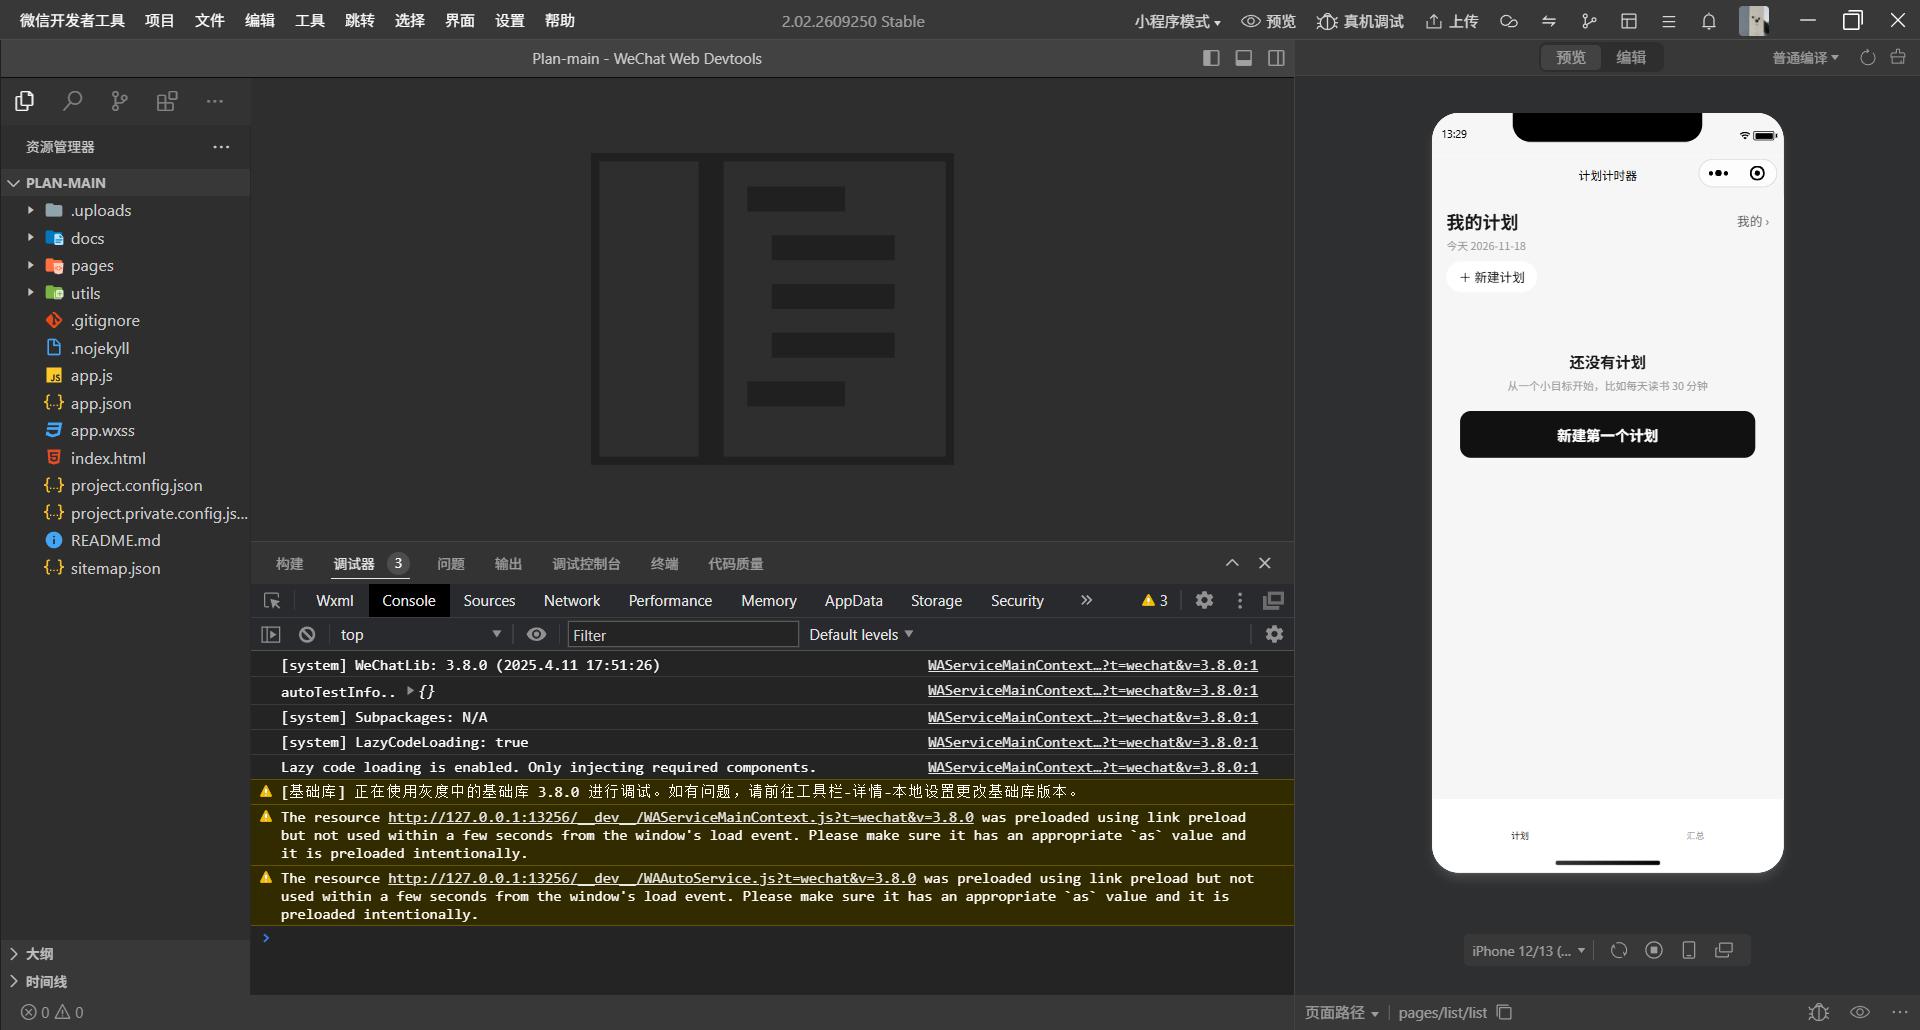 微信开发者工具 项目 文件 编辑 工具 跳转 选择 界面 设置 帮助 2.02.2609250 Stable 小程序模式 预览 真机调试 上传
Plan-main - WeChat Web Devtools
预览 编辑 普通编译
资源管理器
PLAN-MAIN
.uploads
docs
pages
utils
.gitignore
.nojekyll
app.js
app.json
app.wxss
index.html
project.config.json
project.private.config.js...
README.md
sitemap.json
大纲
时间线
0 0
构建 调试器 3 问题 输出 调试控制台 终端 代码质量
Wxml Console Sources Network Performance Memory AppData Storage Security 3
top Filter Default levels
[system] WeChatLib: 3.8.0 (2025.4.11 17:51:26) WAServiceMainContext…?t=wechat&v=3.8.0:1
autoTestInfo.. {} WAServiceMainContext…?t=wechat&v=3.8.0:1
[system] Subpackages: N/A WAServiceMainContext…?t=wechat&v=3.8.0:1
[system] LazyCodeLoading: true WAServiceMainContext…?t=wechat&v=3.8.0:1
Lazy code loading is enabled. Only injecting required components. WAServiceMainContext…?t=wechat&v=3.8.0:1
[基础库] 正在使用灰度中的基础库 3.8.0 进行调试。如有问题，请前往工具栏-详情-本地设置更改基础库版本。
The resource http://127.0.0.1:13256/__dev__/WAServiceMainContext.js?t=wechat&v=3.8.0 was preloaded using link preload
but not used within a few seconds from the window's load event. Please make sure it has an appropriate `as` value and
it is preloaded intentionally.
The resource http://127.0.0.1:13256/__dev__/WAAutoService.js?t=wechat&v=3.8.0 was preloaded using link preload but not
used within a few seconds from the window's load event. Please make sure it has an appropriate `as` value and it is
preloaded intentionally.
13:29
计划计时器
我的计划 我的 ›
今天 2026-11-18
＋ 新建计划
还没有计划
从一个小目标开始，比如每天读书 30 分钟
新建第一个计划
计划 汇总
iPhone 12/13 (...
页面路径 pages/list/list